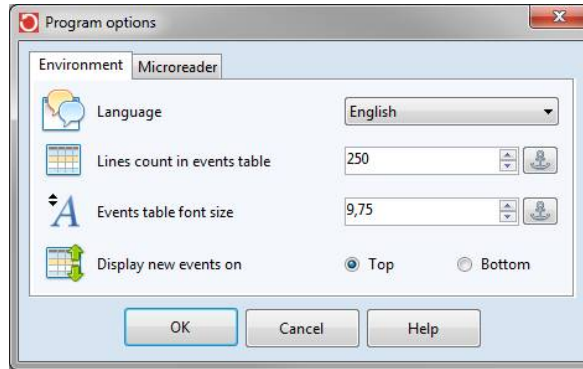 Program options
Environment Microreader
Language English
Lines count in events table 250
A Events table font size 9,75
Display new events on Top Bottom
OK Cancel Help